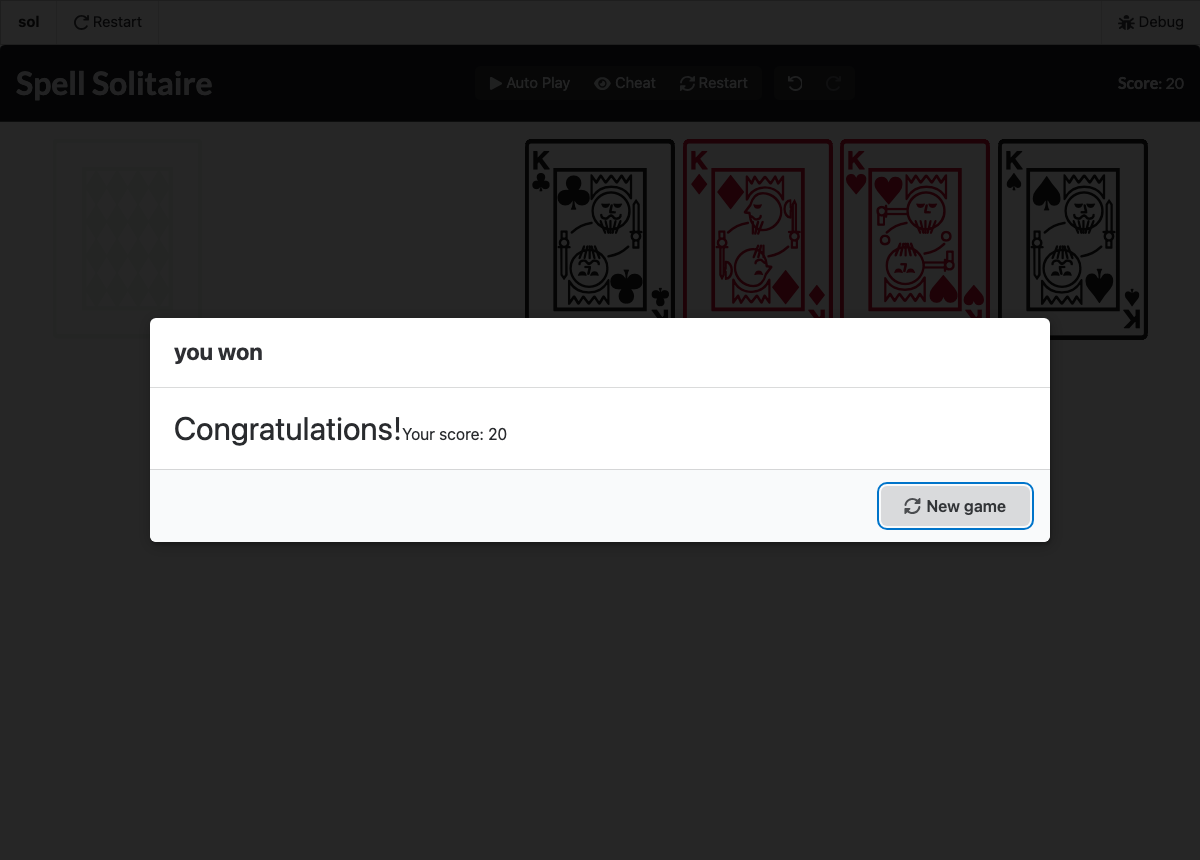 sol Restart Debug
Spell Solitaire Auto Play Cheat Restart Score: 20
K K K K
K K K K
you won
Congratulations!Your score: 20
New game